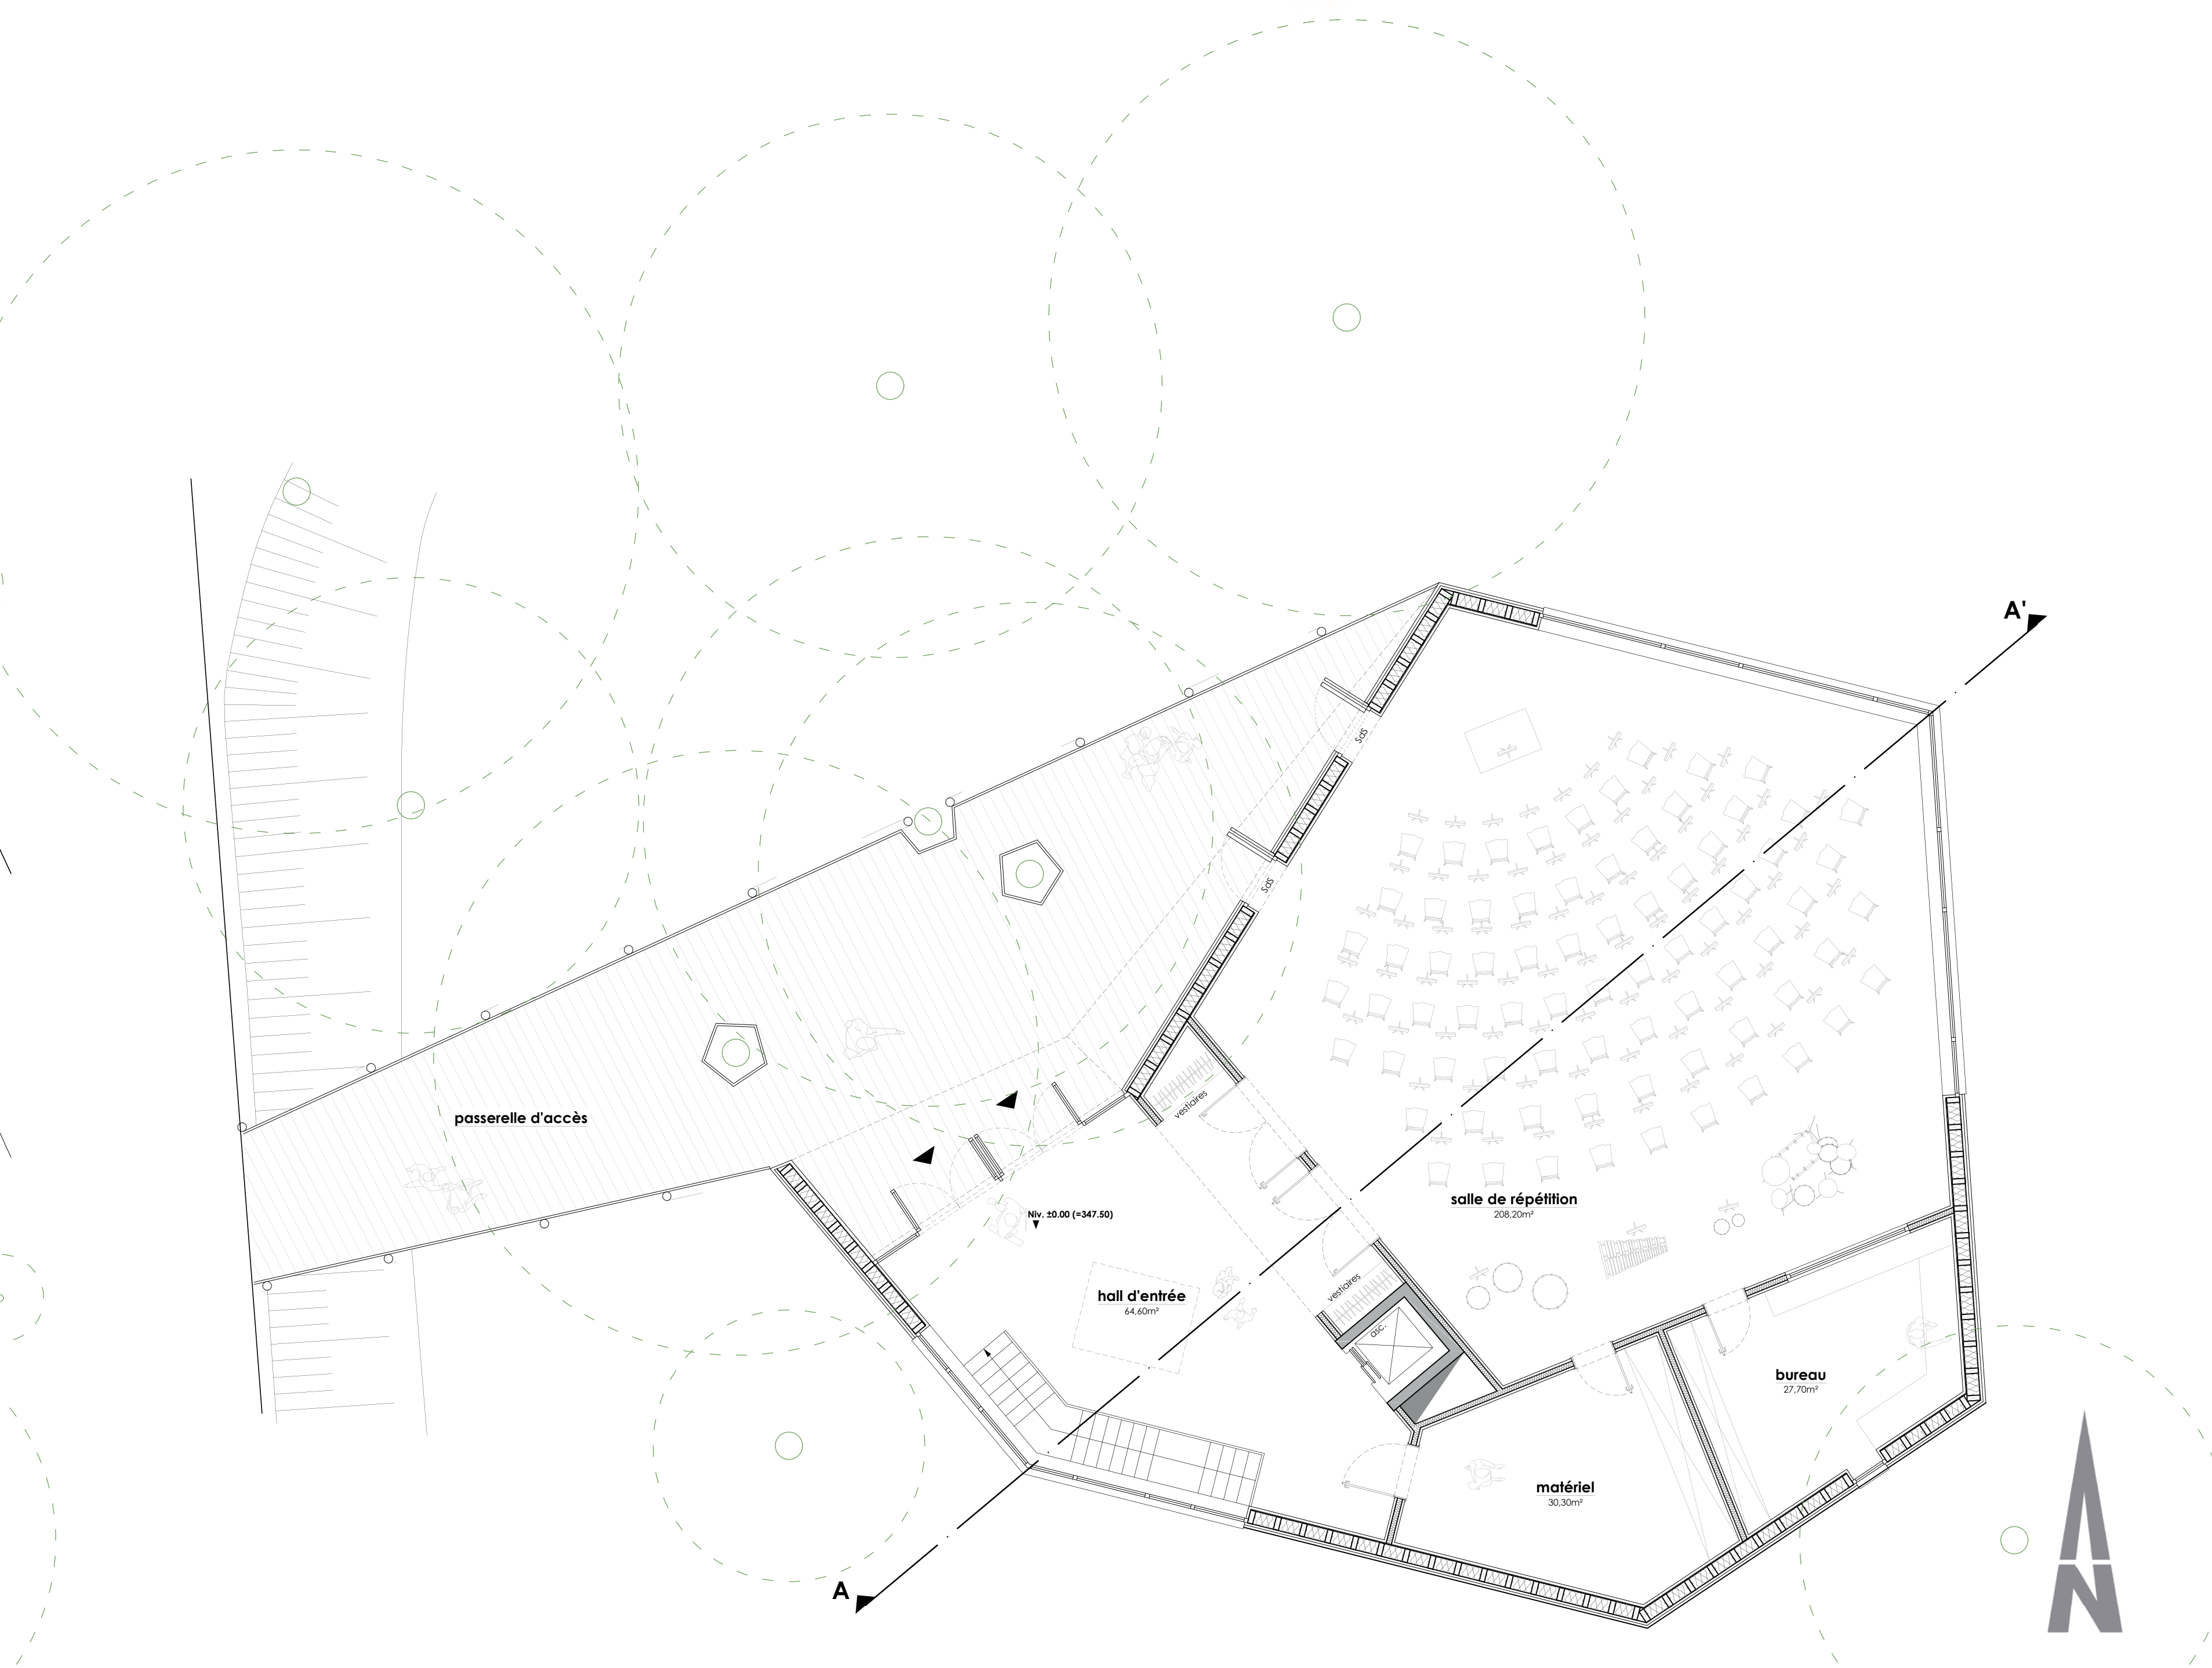 A'
SdS
SdS
vestiaires
passerelle d'accès
salle de répétition
208,20m²
Niv. ±0.00 (=347.50)
hall d'entrée
64,60m²
vestiaires
asc.
bureau
27,70m²
matériel
30,30m²
A
N